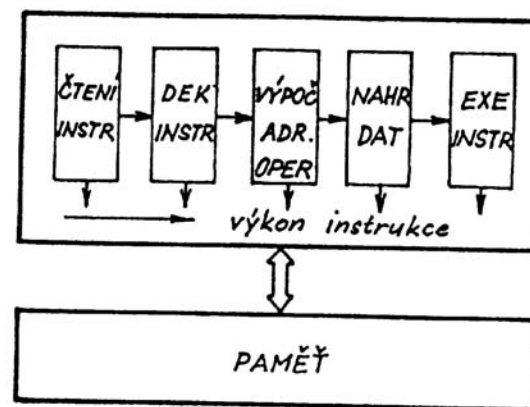 ČTENÍ
INSTR
DEK
INSTR
VÝPOČ
ADR.
OPER
NAHR
DAT
EXE
INSTR
výkon instrukce
PAMĚŤ